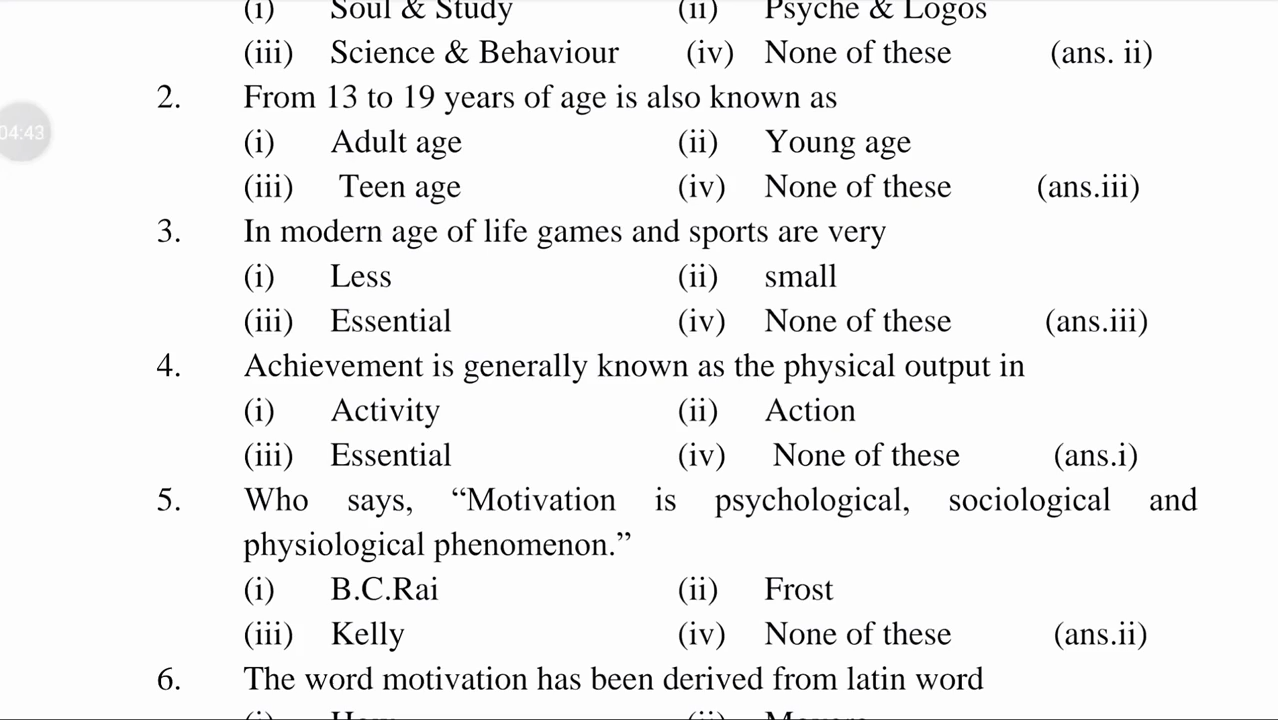 (i) Soul & Study (ii) Psyche & Logos
(iii) Science & Behaviour (iv) None of these (ans. ii)
2. From 13 to 19 years of age is also known as
04:43
(i) Adult age (ii) Young age
(iii) Teen age (iv) None of these (ans.iii)
3. In modern age of life games and sports are very
(i) Less (ii) small
(iii) Essential (iv) None of these (ans.iii)
4. Achievement is generally known as the physical output in
(i) Activity (ii) Action
(iii) Essential (iv) None of these (ans.i)
5. Who says, “Motivation is psychological, sociological and
physiological phenomenon.”
(i) B.C.Rai (ii) Frost
(iii) Kelly (iv) None of these (ans.ii)
6. The word motivation has been derived from latin word
(i) (ii)